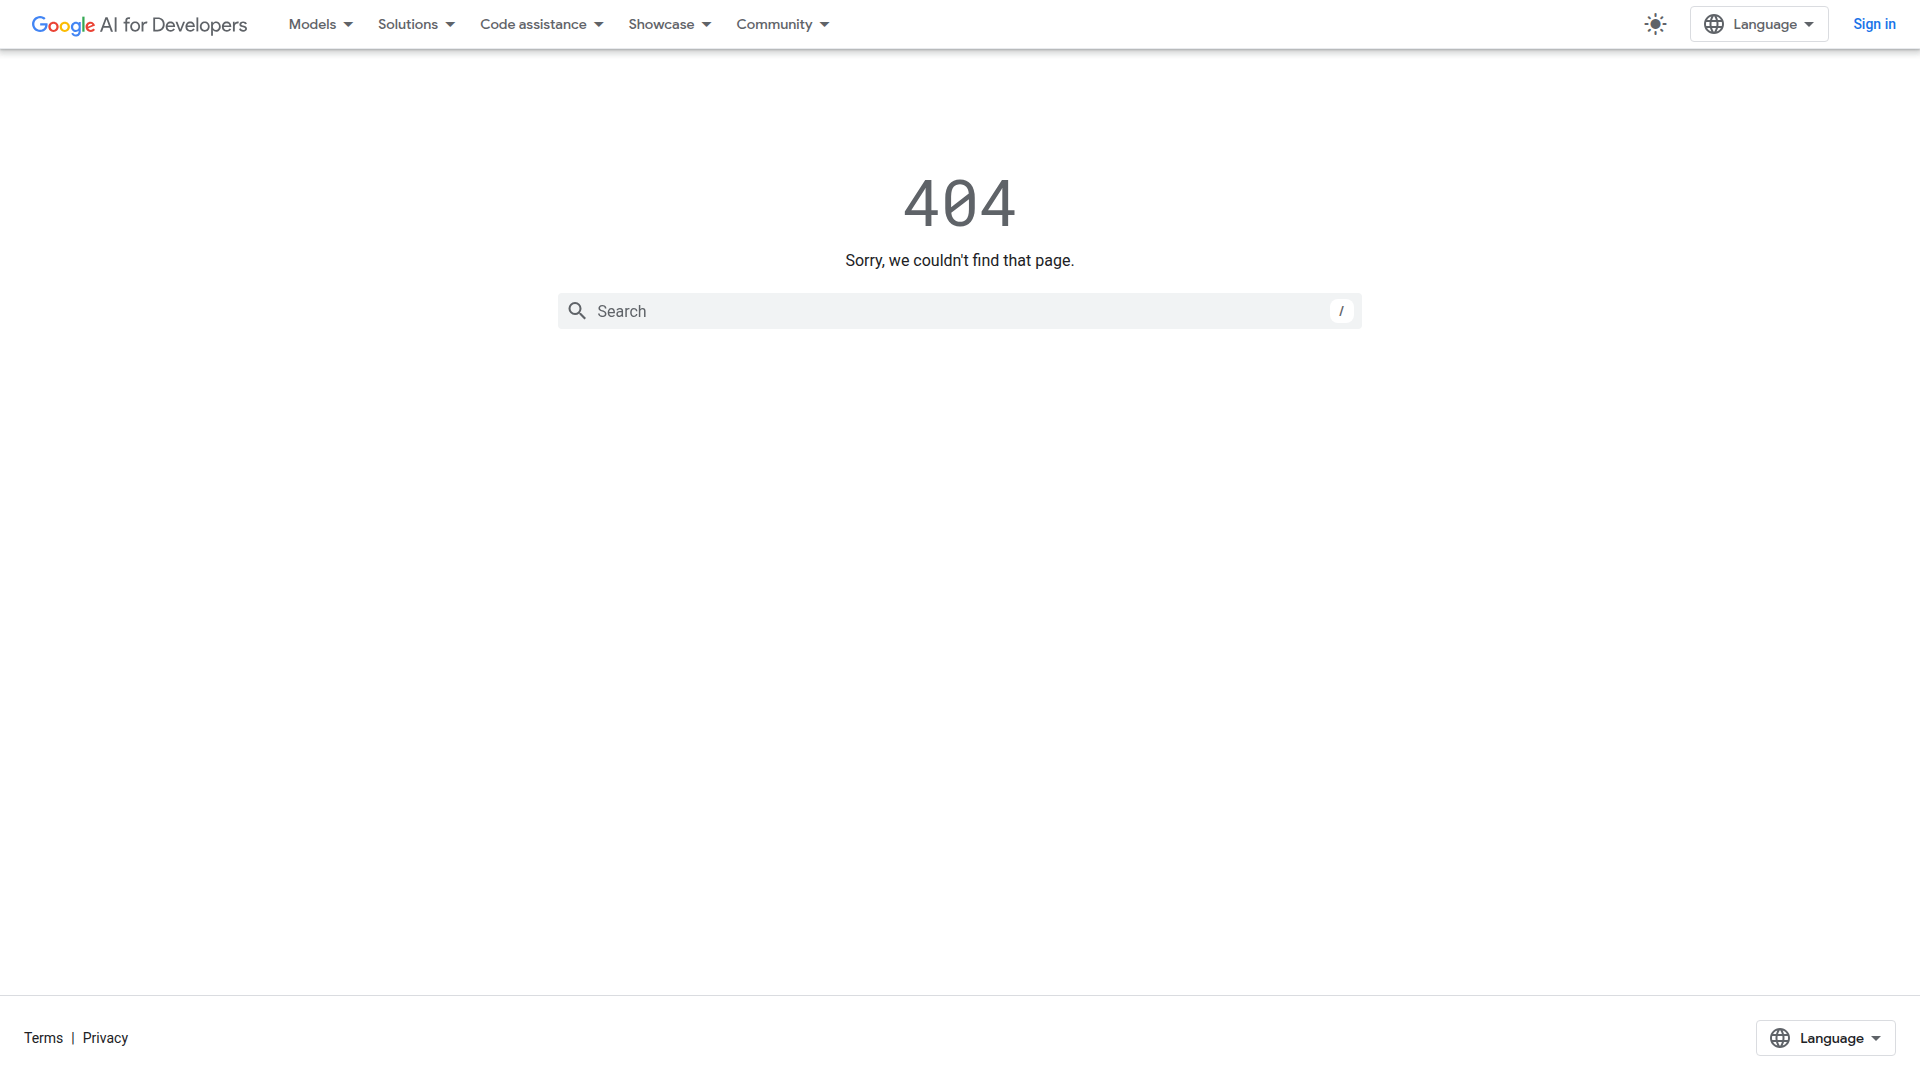 Google AI for Developers Models Solutions Code assistance Showcase Community Language Sign in
404
Sorry, we couldn't find that page.
Search /
Terms | Privacy Language